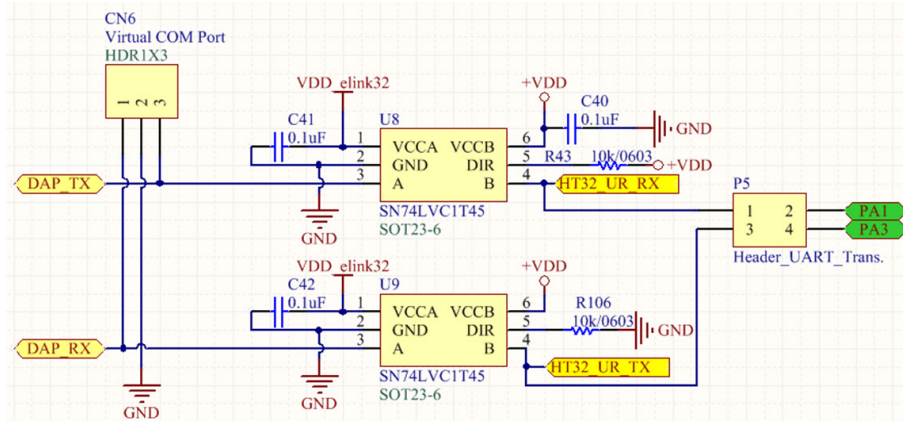 CN6
Virtual COM Port
HDR1X3
1 2 3
VDD_elink32
+VDD
C41
0.1uF
U8
C40
0.1uF
GND
1 VCCA VCCB 6
2 GND DIR 5
3 A B 4
R43 10k/0603 +VDD
DAP_TX
HT32_UR_RX
SN74LVC1T45
SOT23-6
GND
P5
1 2 PA1
3 4 PA3
Header_UART_Trans.
VDD_elink32
+VDD
C42
0.1uF
U9
R106
10k/0603
GND
1 VCCA VCCB 6
2 GND DIR 5
3 A B 4
DAP_RX
HT32_UR_TX
SN74LVC1T45
SOT23-6
GND
GND